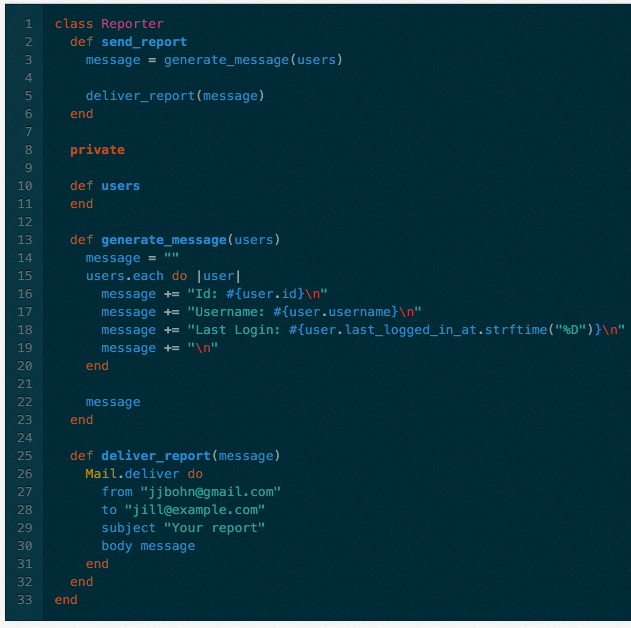 1 class Reporter
2   def send_report
3     message = generate_message(users)
4
5     deliver_report(message)
6   end
7
8   private
9
10   def users
11   end
12
13   def generate_message(users)
14     message = ""
15     users.each do |user|
16       message += "Id: #{user.id}\n"
17       message += "Username: #{user.username}\n"
18       message += "Last Login: #{user.last_logged_in_at.strftime("%D")}\n"
19       message += "\n"
20     end
21
22     message
23   end
24
25   def deliver_report(message)
26     Mail.deliver do
27       from "jjbohn@gmail.com"
28       to "jill@example.com"
29       subject "Your report"
30       body message
31     end
32   end
33 end